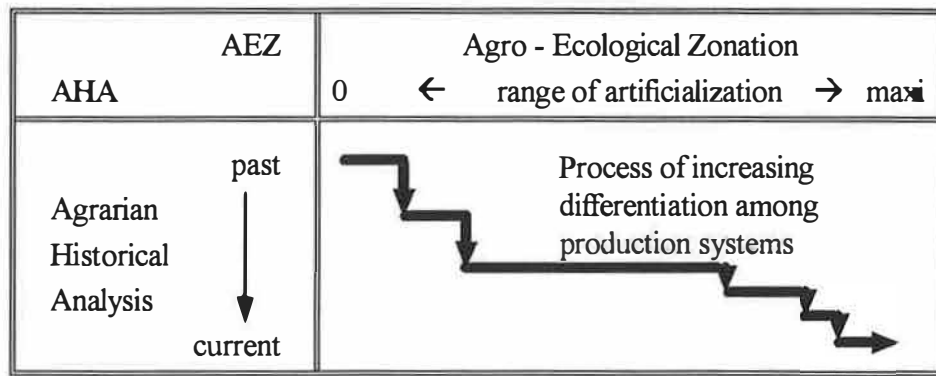 AEZ
AHA
Agro - Ecological Zonation
0 ← range of artificialization → maxi
past
Agrarian
Historical
Analysis
current
Process of increasing
differentiation among
production systems